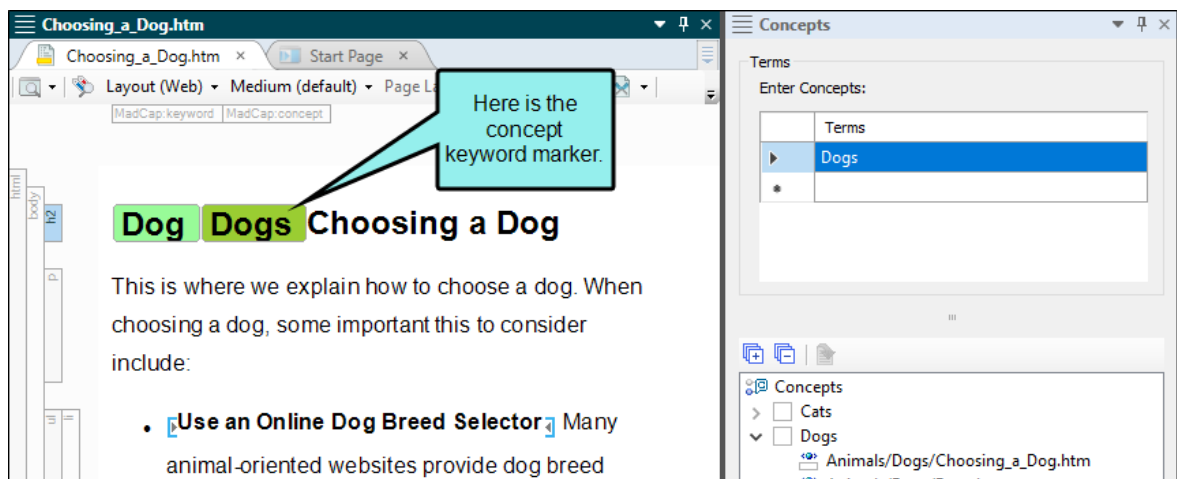 Choosing_a_Dog.htm
Choosing_a_Dog.htm
Start Page
Layout (Web) Medium (default) Page La
MadCap:keyword MadCap:concept
Here is the
concept
keyword marker.
html
body
h2
Dog Dogs Choosing a Dog
p
This is where we explain how to choose a dog. When
choosing a dog, some important this to consider
include:
ul
li
• Use an Online Dog Breed Selector Many
animal-oriented websites provide dog breed
Concepts
Terms
Enter Concepts:
Terms
Dogs
Concepts
Cats
Dogs
Animals/Dogs/Choosing_a_Dog.htm